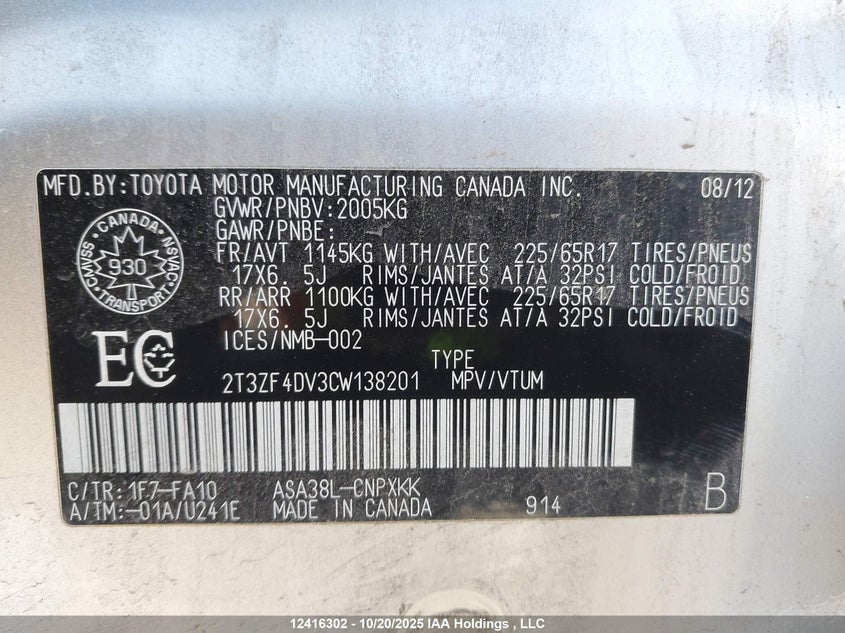 MFD.BY:TOYOTA MOTOR MANUFACTURING CANADA INC. 08/12
GVWR/PNBV:2005KG
GAWR/PNBE:
FR/AVT 1145KG WITH/AVEC 225/65R17 TIRES/PNEUS
17X6. 5J RIMS/JANTES AT/À 32PSI COLD/FROID
RR/ARR 1100KG WITH/AVEC 225/65R17 TIRES/PNEUS
17X6. 5J RIMS/JANTES AT/À 32PSI COLD/FROID
ICES/NMB-002
CANADA
CMVSS 930 NSVAC
TRANSPORT
EC
TYPE
2T3ZF4DV3CW138201 MPV/VTUM
C/TR:1F7-FA10 ASA38L-CNPXKK
A/TM:-01A/U241E MADE IN CANADA 914 B
12416302 - 10/20/2025 IAA Holdings , LLC